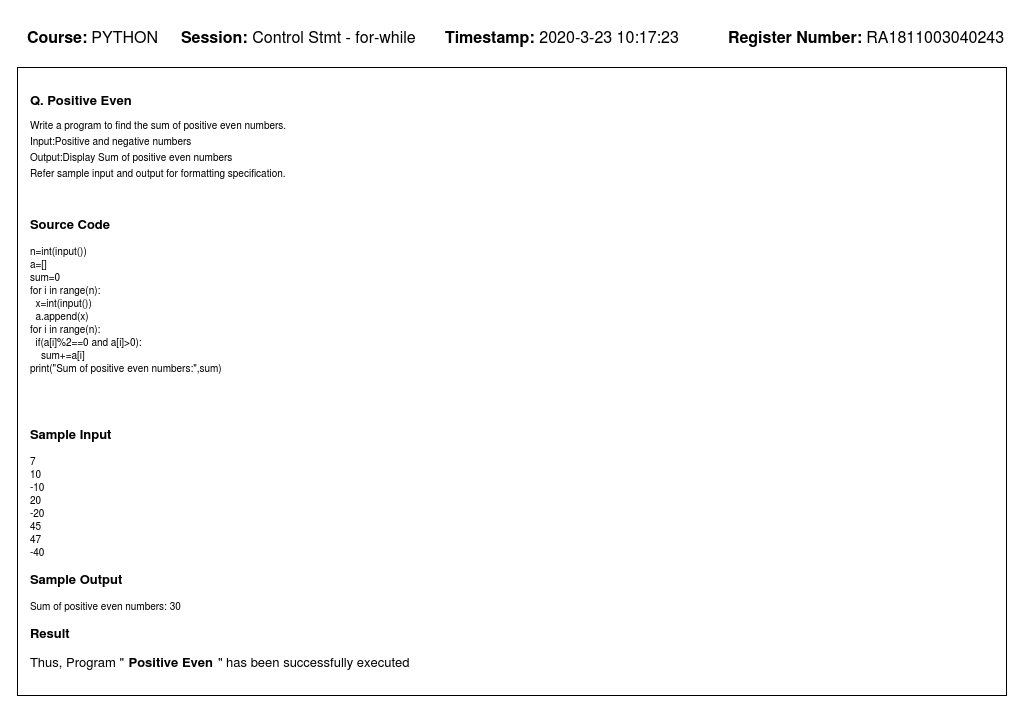 Course: PYTHON Session: Control Stmt - for-while Timestamp: 2020-3-23 10:17:23 Register Number: RA1811003040243
Q. Positive Even
Write a program to find the sum of positive even numbers.
Input:Positive and negative numbers
Output:Display Sum of positive even numbers
Refer sample input and output for formatting specification.
Source Code
n=int(input())
a=[]
sum=0
for i in range(n):
  x=int(input())
  a.append(x)
for i in range(n):
  if(a[i]%2==0 and a[i]>0):
    sum+=a[i]
print("Sum of positive even numbers:",sum)
Sample Input
7
10
-10
20
-20
45
47
-40
Sample Output
Sum of positive even numbers: 30
Result
Thus, Program " Positive Even " has been successfully executed